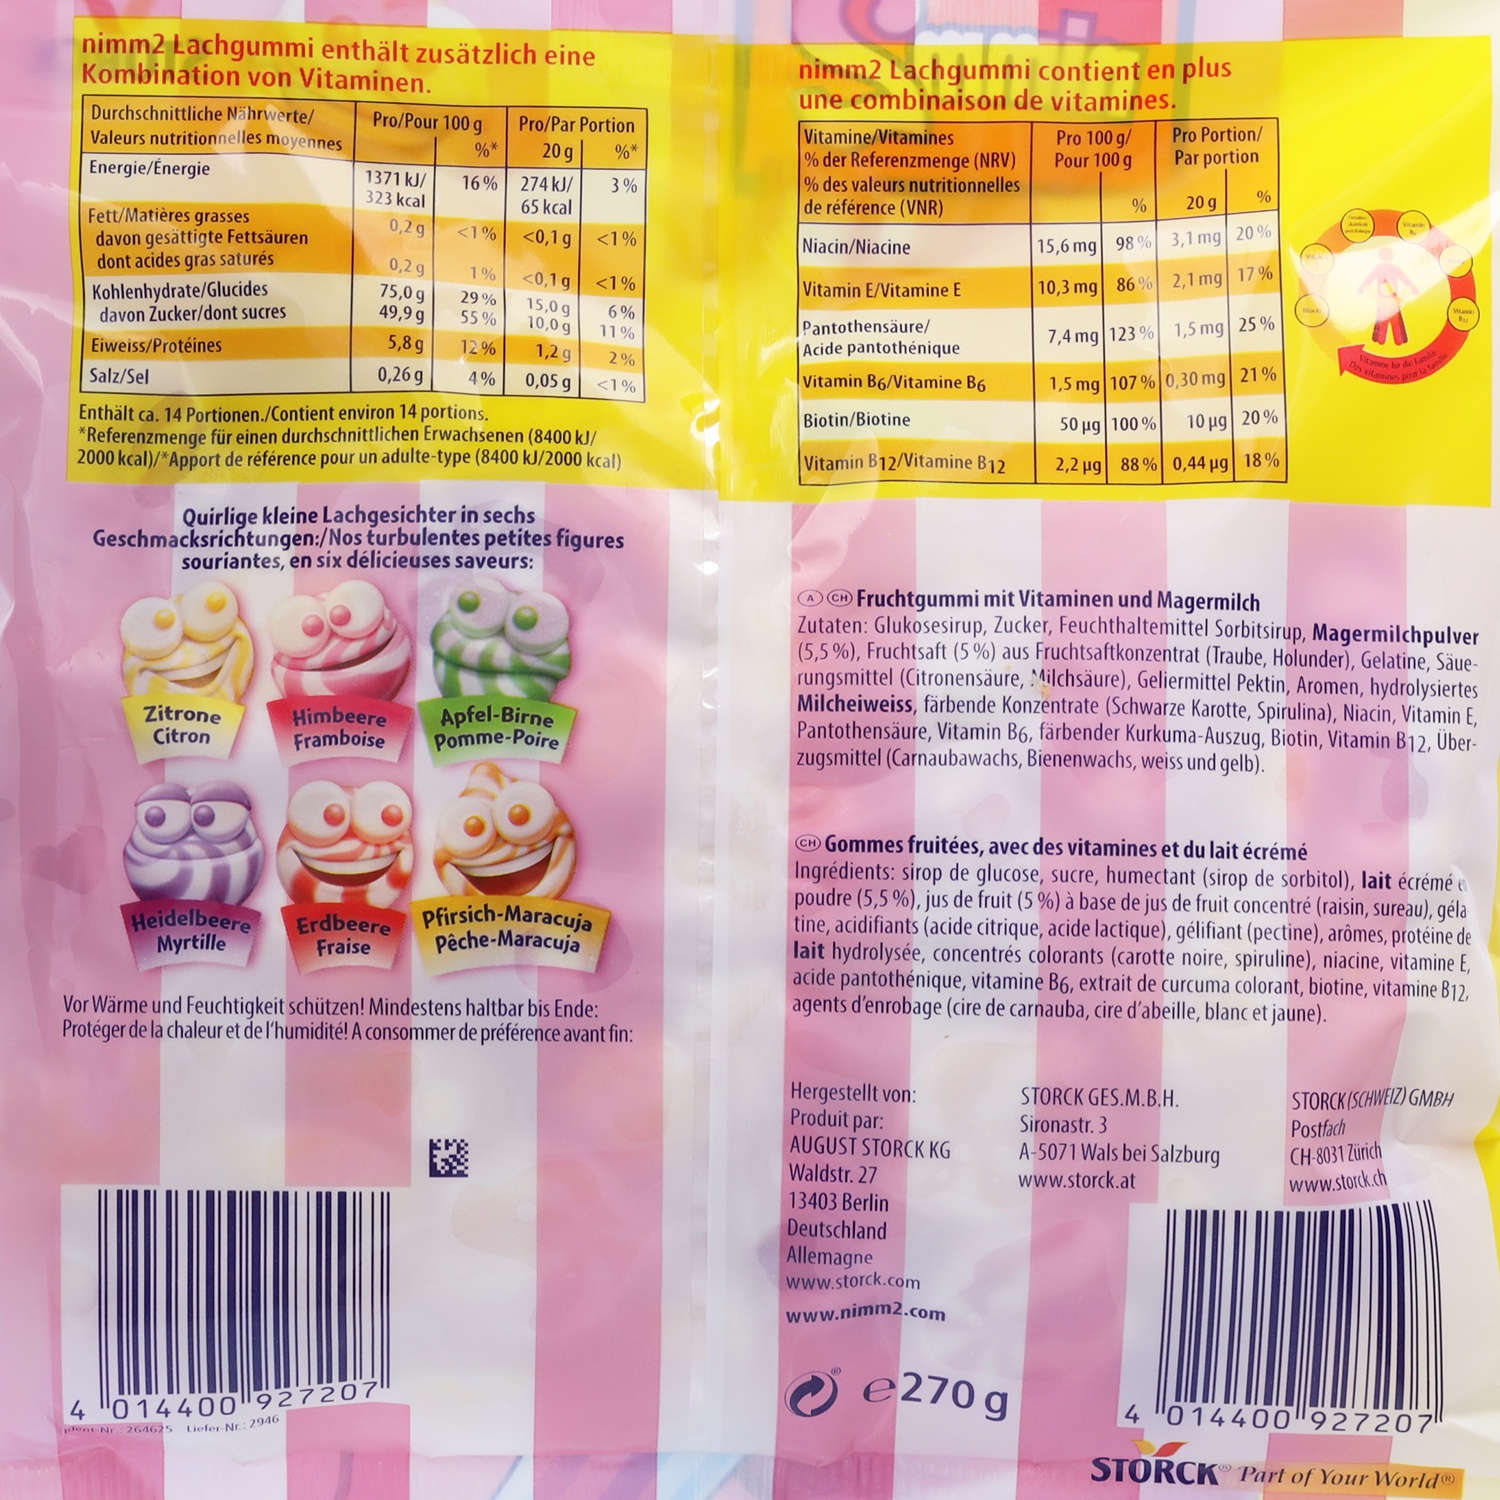 nimm2 Lachgummi enthält zusätzlich eine
Kombination von Vitaminen.
Durchschnittliche Nährwerte/
Valeurs nutritionnelles moyennes
Pro/Pour 100 g
%*
Pro/Par Portion
20 g
%*
Energie/Énergie
1371 kJ/ 16 % 274 kJ/ 3 %
323 kcal 65 kcal
Fett/Matières grasses 0,2 g <1 % <0,1 g <1 %
davon gesättigte Fettsäuren
dont acides gras saturés 0,2 g 1 % <0,1 g <1 %
Kohlenhydrate/Glucides 75,0 g 29 % 15,0 g 6 %
davon Zucker/dont sucres 49,9 g 55 % 10,0 g 11 %
Eiweiss/Protéines 5,8 g 12 % 1,2 g 2 %
Salz/Sel 0,26 g 4 % 0,05 g <1 %
Enthält ca. 14 Portionen./Contient environ 14 portions.
*Referenzmenge für einen durchschnittlichen Erwachsenen (8400 kJ/
2000 kcal)/*Apport de référence pour un adulte-type (8400 kJ/2000 kcal)
Quirlige kleine Lachgesichter in sechs
Geschmacksrichtungen:/Nos turbulentes petites figures
souriantes, en six délicieuses saveurs:
Zitrone
Citron
Himbeere
Framboise
Apfel-Birne
Pomme-Poire
Heidelbeere
Myrtille
Erdbeere
Fraise
Pfirsich-Maracuja
Pêche-Maracuja
Vor Wärme und Feuchtigkeit schützen! Mindestens haltbar bis Ende:
Protéger de la chaleur et de l'humidité! A consommer de préférence avant fin:
4 014400 927207
Ident-Nr.: 264625 Liefer-Nr.: 2946
nimm2 Lachgummi contient en plus
une combinaison de vitamines.
Vitamine/Vitamines
% der Referenzmenge (NRV)
% des valeurs nutritionnelles
de référence (VNR)
Pro 100 g/
Pour 100 g
%
Pro Portion/
Par portion
20 g
%
Niacin/Niacine 15,6 mg 98 % 3,1 mg 20 %
Vitamin E/Vitamine E 10,3 mg 86 % 2,1 mg 17 %
Pantothensäure/
Acide pantothénique 7,4 mg 123 % 1,5 mg 25 %
Vitamin B6/Vitamine B6 1,5 mg 107 % 0,30 mg 21 %
Biotin/Biotine 50 µg 100 % 10 µg 20 %
Vitamin B12/Vitamine B12 2,2 µg 88 % 0,44 µg 18 %
Vitamine für die Familie
Des vitamines pour la famille
A CH Fruchtgummi mit Vitaminen und Magermilch
Zutaten: Glukosesirup, Zucker, Feuchthaltemittel Sorbitsirup, Magermilchpulver
(5,5 %), Fruchtsaft (5 %) aus Fruchtsaftkonzentrat (Traube, Holunder), Gelatine, Säue-
rungsmittel (Citronensäure, Milchsäure), Geliermittel Pektin, Aromen, hydrolysiertes
Milcheiweiss, färbende Konzentrate (Schwarze Karotte, Spirulina), Niacin, Vitamin E,
Pantothensäure, Vitamin B6, färbender Kurkuma-Auszug, Biotin, Vitamin B12, Über-
zugsmittel (Carnaubawachs, Bienenwachs, weiss und gelb).
CH Gommes fruitées, avec des vitamines et du lait écrémé
Ingrédients: sirop de glucose, sucre, humectant (sirop de sorbitol), lait écrémé en
poudre (5,5 %), jus de fruit (5 %) à base de jus de fruit concentré (raisin, sureau), géla
tine, acidifiants (acide citrique, acide lactique), gélifiant (pectine), arômes, protéine de
lait hydrolysée, concentrés colorants (carotte noire, spiruline), niacine, vitamine E,
acide pantothénique, vitamine B6, extrait de curcuma colorant, biotine, vitamine B12,
agents d'enrobage (cire de carnauba, cire d'abeille, blanc et jaune).
Hergestellt von:
Produit par:
AUGUST STORCK KG
Waldstr. 27
13403 Berlin
Deutschland
Allemagne
www.storck.com
www.nimm2.com
STORCK GES.M.B.H.
Sironastr. 3
A-5071 Wals bei Salzburg
www.storck.at
STORCK (SCHWEIZ) GMBH
Postfach
CH-8031 Zürich
www.storck.ch
e270 g
4 014400 927207
STORCK® Part of Your World®